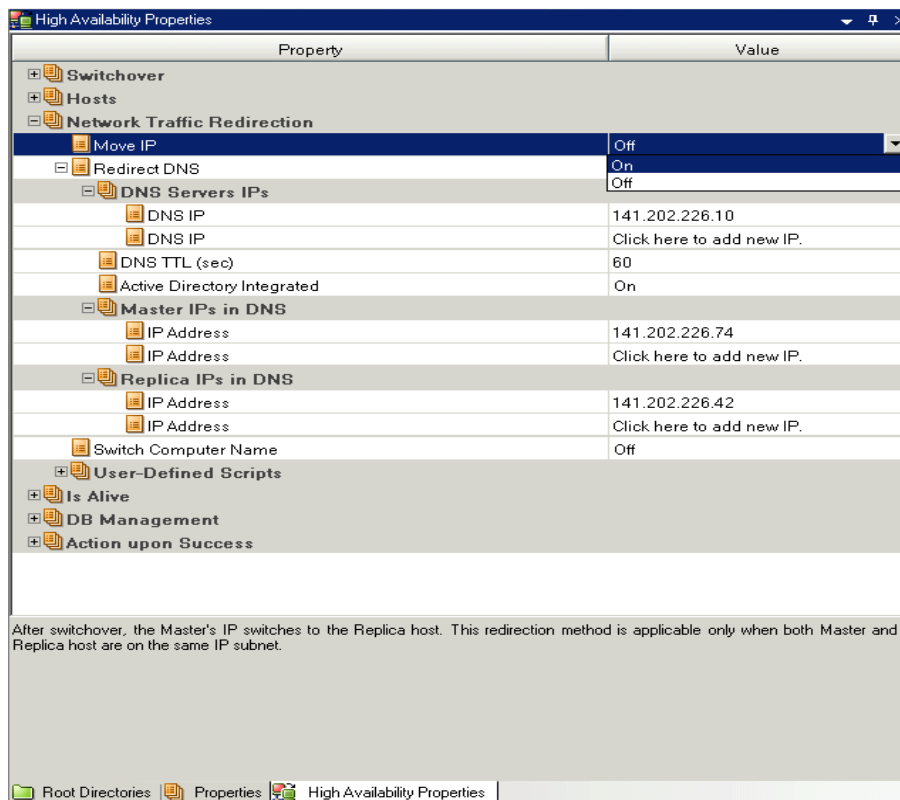 High Availability Properties
Property Value
Switchover
Hosts
Network Traffic Redirection
Move IP Off
On
Redirect DNS
Off
DNS Servers IPs
DNS IP 141.202.226.10
DNS IP Click here to add new IP.
DNS TTL (sec) 60
Active Directory Integrated On
Master IPs in DNS
IP Address 141.202.226.74
IP Address Click here to add new IP.
Replica IPs in DNS
IP Address 141.202.226.42
IP Address Click here to add new IP.
Switch Computer Name Off
User-Defined Scripts
Is Alive
DB Management
Action upon Success
After switchover, the Master's IP switches to the Replica host. This redirection method is applicable only when both Master and
Replica host are on the same IP subnet.
Root Directories Properties High Availability Properties